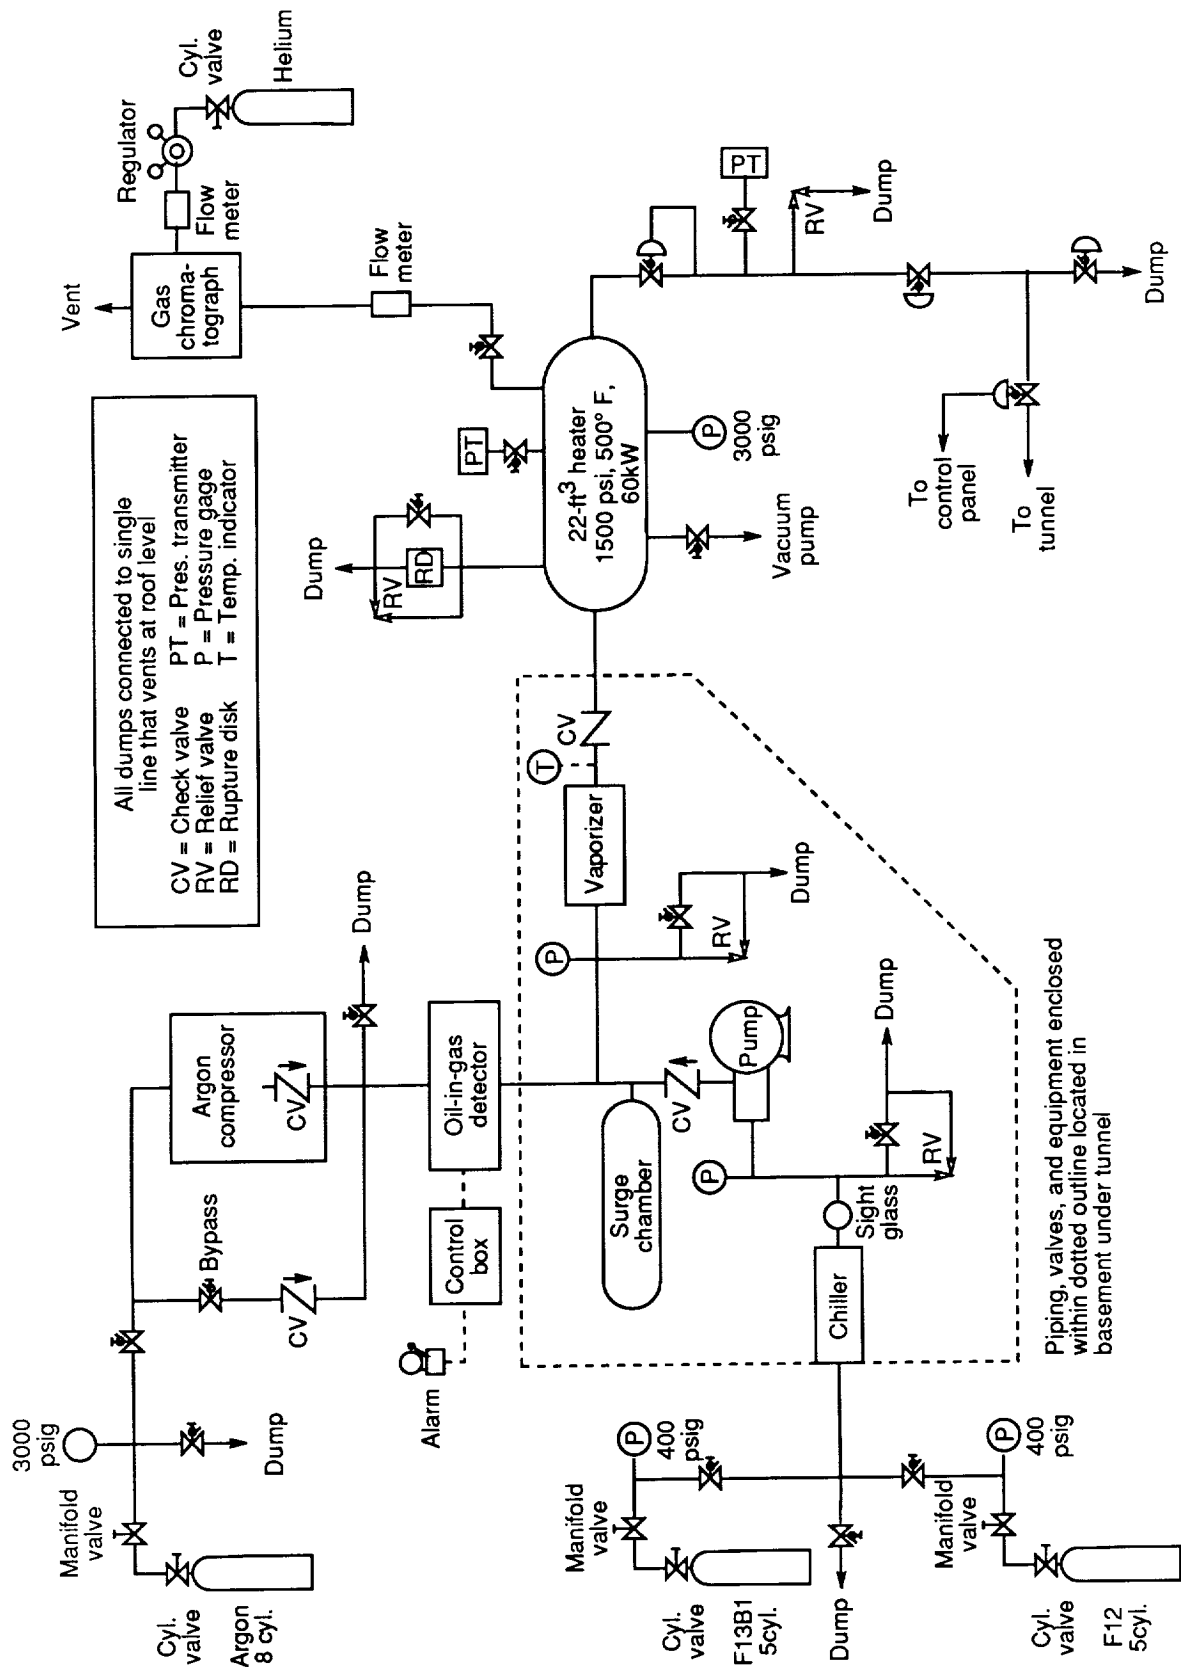 All dumps connected to single
line that vents at roof level
CV = Check valve
RV = Relief valve
RD = Rupture disk
PT = Pres. transmitter
P = Pressure gage
T = Temp. indicator
3000
psig
Manifold
valve
Cyl.
valve
Argon
8 cyl.
Dump
Bypass
CV
Argon
compressor
CV
Dump
Oil-in-gas
detector
Control
box
Alarm
Vent
Gas
chroma-
tograph
Flow
meter
Regulator
Cyl.
valve
Helium
Flow
meter
Dump
RV
RD
PT
22-ft³ heater
1500 psi, 500° F,
60kW
P
3000
psig
Vacuum
pump
PT
RV
Dump
Dump
To
control
panel
To
tunnel
CV
T
Vaporizer
P
RV
Dump
Surge
chamber
CV
Pump
P
Sight
glass
RV
Dump
Chiller
Manifold
valve
P
400
psig
Cyl.
valve
F13B1
5cyl.
Dump
Manifold
valve
P
400
psig
Cyl.
valve
F12
5cyl.
Piping, valves, and equipment enclosed
within dotted outline located in
basement under tunnel